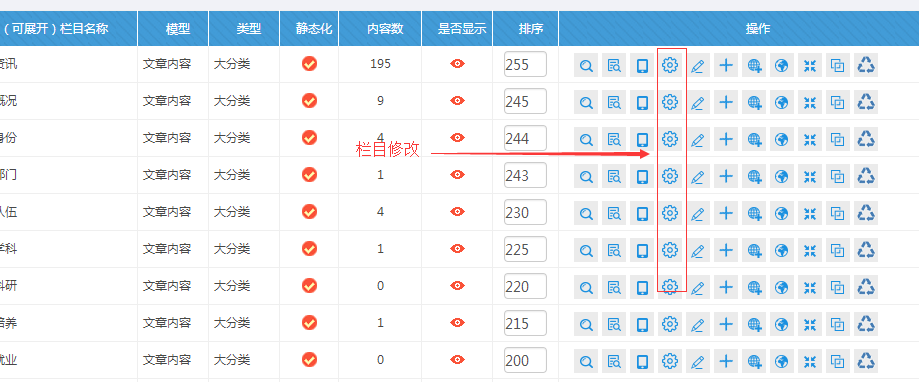 (可展开)栏目名称 模型 类型 静态化 内容数 是否显示 排序 操作
资讯 文章内容 大分类 195 255
概况 文章内容 大分类 9 245
文章内容 大分类 4 244
栏目修改
部门 文章内容 大分类 1 243
队伍 文章内容 大分类 4 230
学科 文章内容 大分类 1 225
科研 文章内容 大分类 0 220
培养 文章内容 大分类 1 215
就业 文章内容 大分类 0 200